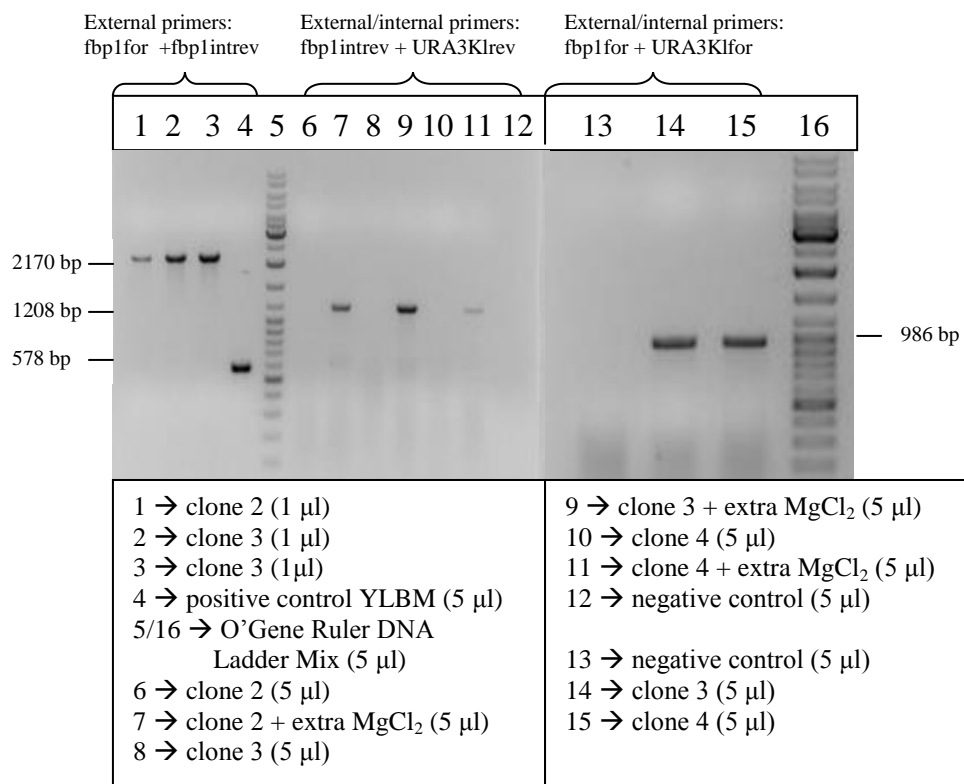 External primers:
fbp1for +fbp1intrev
External/internal primers:
fbp1intrev + URA3Klrev
External/internal primers:
fbp1for + URA3Klfor
1 2 3 4 5 6 7 8 9 10 11 12 13 14 15 16
2170 bp
1208 bp
578 bp
986 bp
1 → clone 2 (1 µl)
2 → clone 3 (1 µl)
3 → clone 3 (1µl)
4 → positive control YLBM (5 µl)
5/16 → O’Gene Ruler DNA
Ladder Mix (5 µl)
6 → clone 2 (5 µl)
7 → clone 2 + extra MgCl₂ (5 µl)
8 → clone 3 (5 µl)
9 → clone 3 + extra MgCl₂ (5 µl)
10 → clone 4 (5 µl)
11 → clone 4 + extra MgCl₂ (5 µl)
12 → negative control (5 µl)
13 → negative control (5 µl)
14 → clone 3 (5 µl)
15 → clone 4 (5 µl)